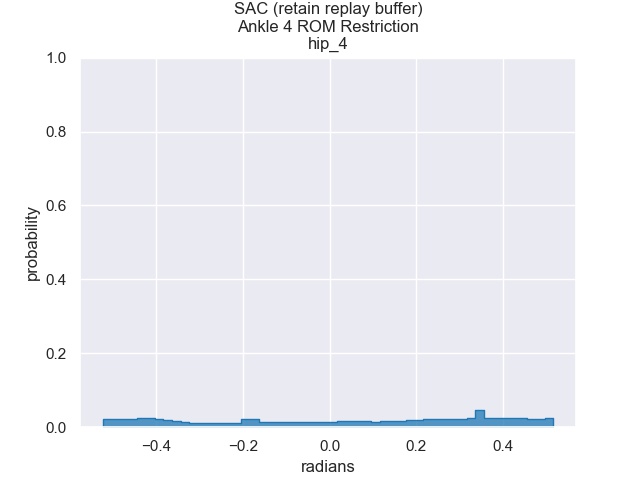 SAC (retain replay buffer)
Ankle 4 ROM Restriction
hip_4
1.0
0.8
0.6
0.4
0.2
0.0
probability
−0.4 −0.2 0.0 0.2 0.4
radians